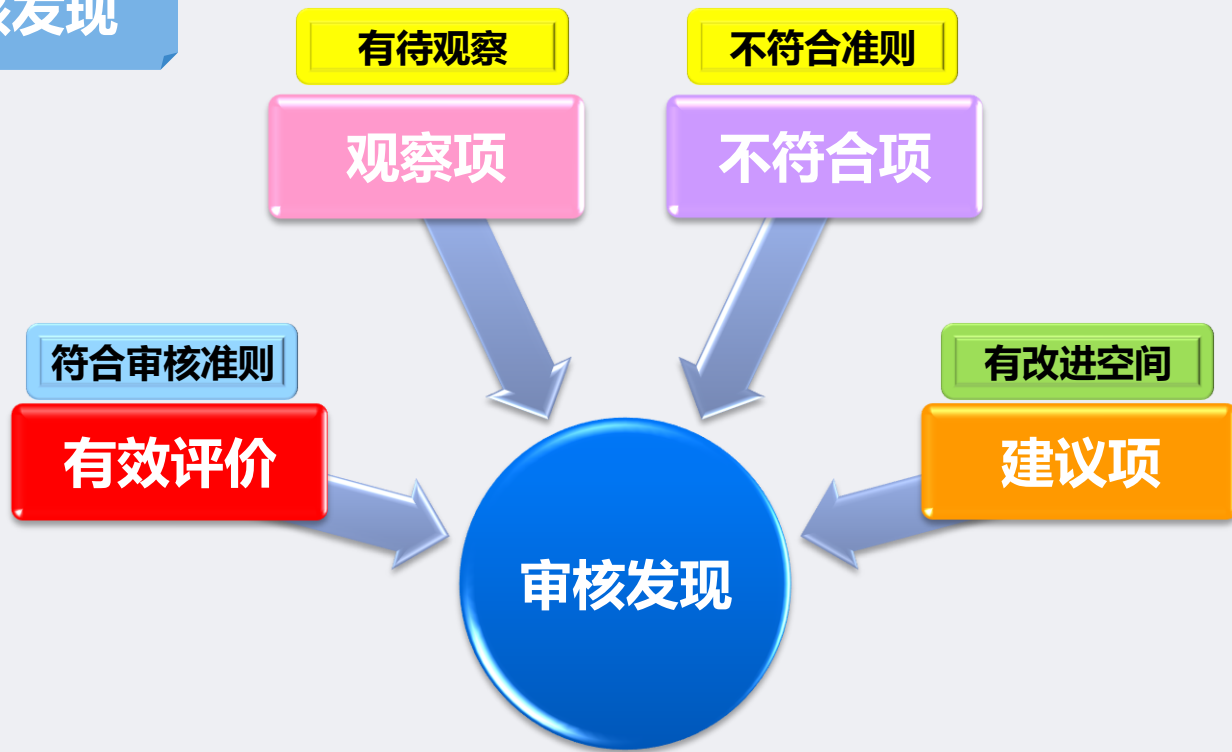 核发现
有待观察
不符合准则
观察项
不符合项
符合审核准则
有改进空间
有效评价
建议项
审核发现